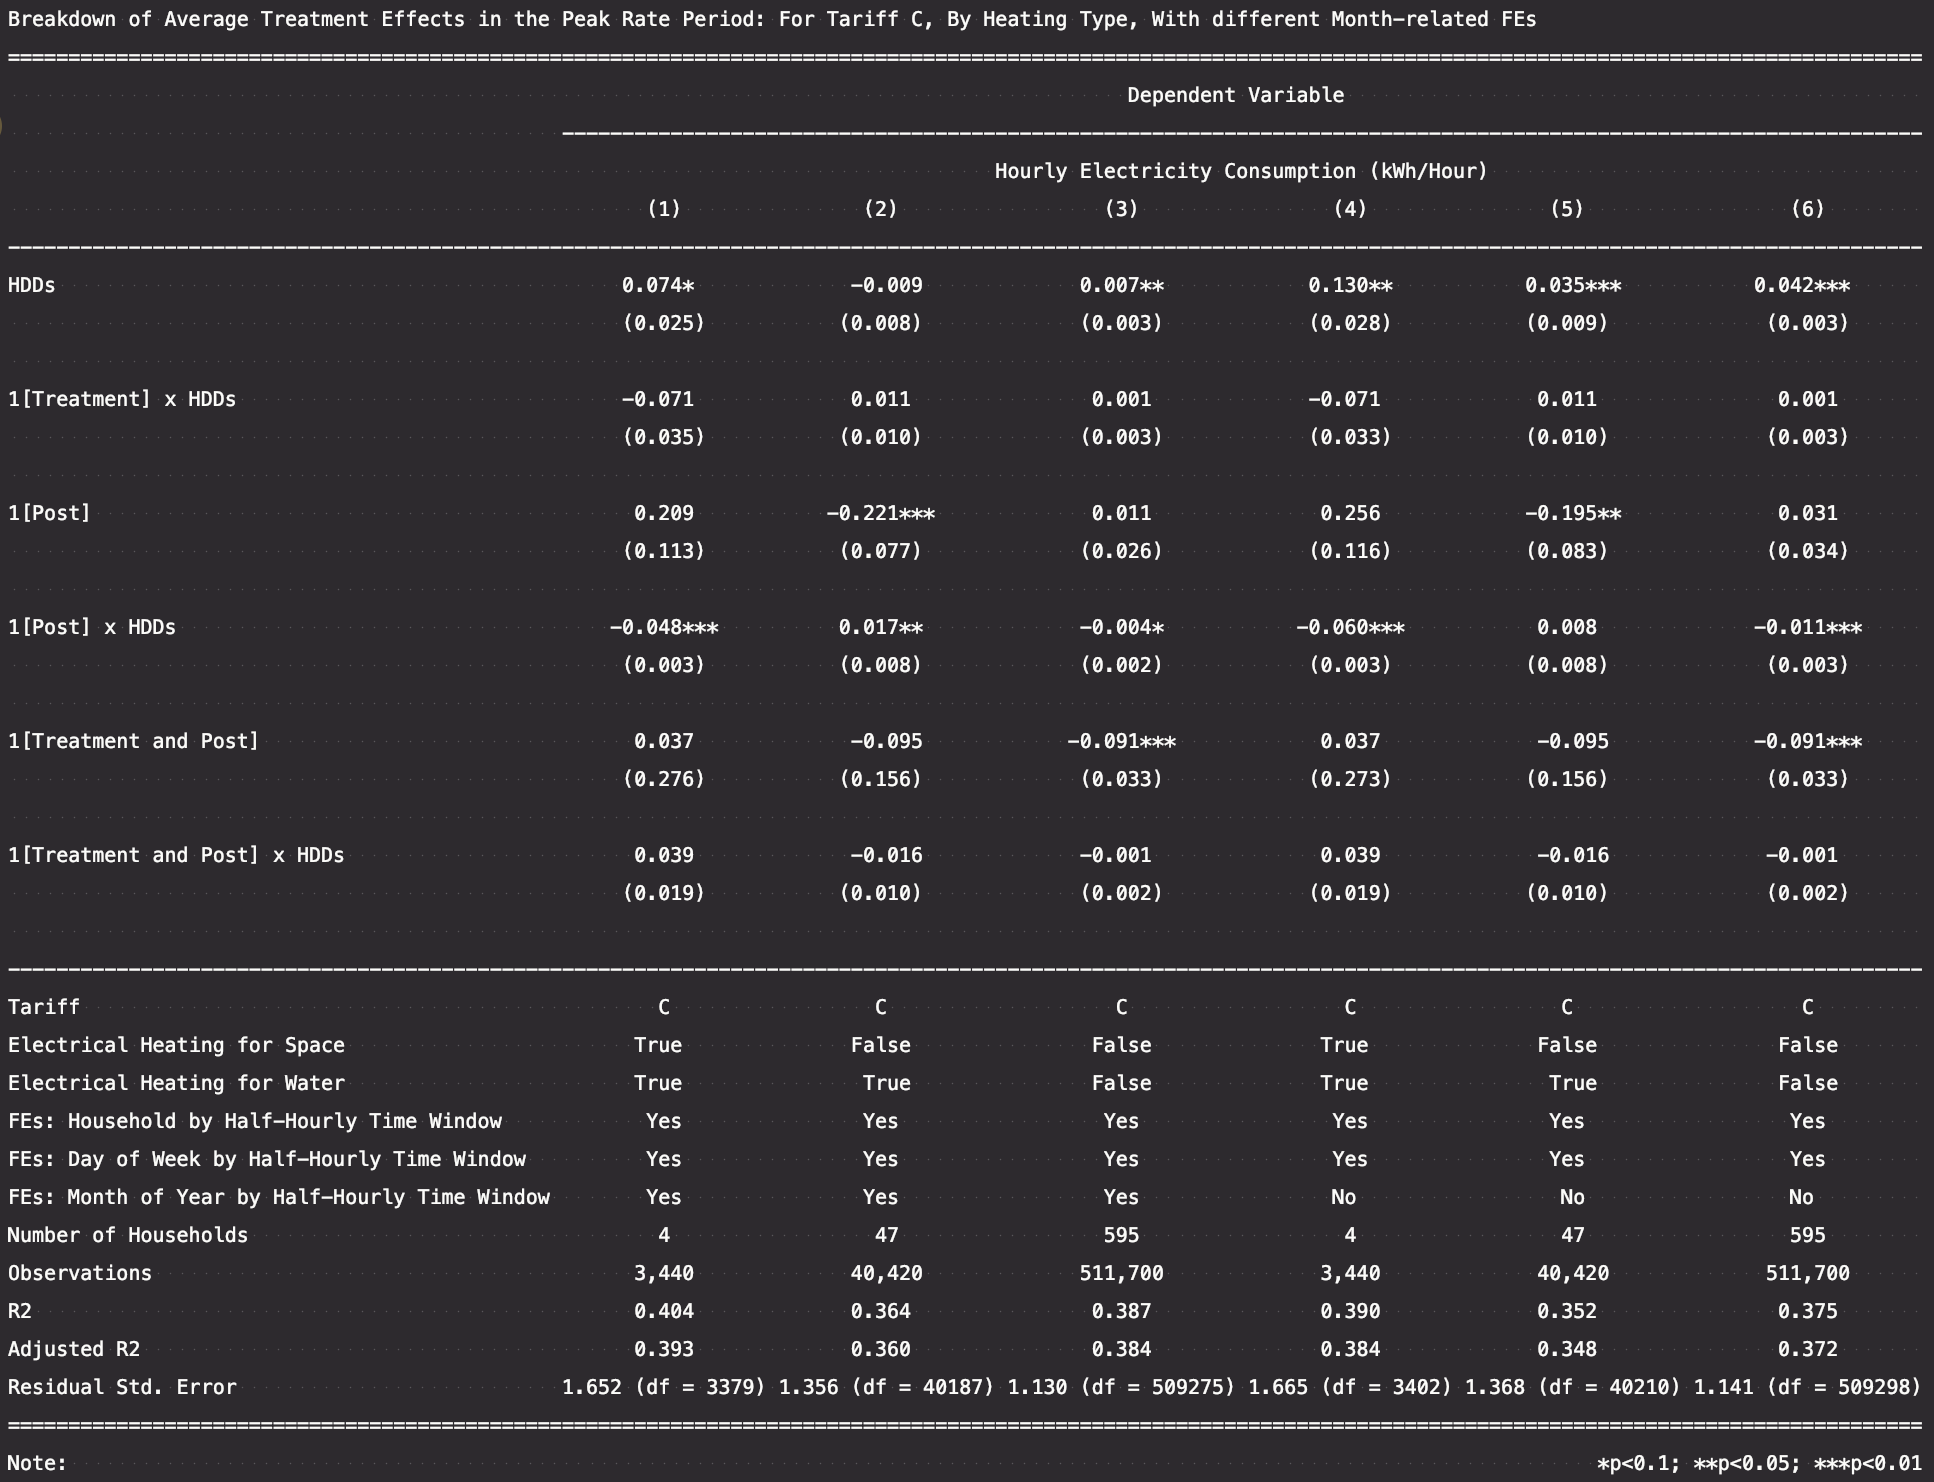 Breakdown of Average Treatment Effects in the Peak Rate Period: For Tariff C, By Heating Type, With different Month-related FEs
Dependent Variable
Hourly Electricity Consumption (kWh/Hour)
(1) (2) (3) (4) (5) (6)
HDDs 0.074* -0.009 0.007** 0.130** 0.035*** 0.042***
(0.025) (0.008) (0.003) (0.028) (0.009) (0.003)
1[Treatment] x HDDs -0.071 0.011 0.001 -0.071 0.011 0.001
(0.035) (0.010) (0.003) (0.033) (0.010) (0.003)
1[Post] 0.209 -0.221*** 0.011 0.256 -0.195** 0.031
(0.113) (0.077) (0.026) (0.116) (0.083) (0.034)
1[Post] x HDDs -0.048*** 0.017** -0.004* -0.060*** 0.008 -0.011***
(0.003) (0.008) (0.002) (0.003) (0.008) (0.003)
1[Treatment and Post] 0.037 -0.095 -0.091*** 0.037 -0.095 -0.091***
(0.276) (0.156) (0.033) (0.273) (0.156) (0.033)
1[Treatment and Post] x HDDs 0.039 -0.016 -0.001 0.039 -0.016 -0.001
(0.019) (0.010) (0.002) (0.019) (0.010) (0.002)
Tariff C C C C C C
Electrical Heating for Space True False False True False False
Electrical Heating for Water True True False True True False
FEs: Household by Half-Hourly Time Window Yes Yes Yes Yes Yes Yes
FEs: Day of Week by Half-Hourly Time Window Yes Yes Yes Yes Yes Yes
FEs: Month of Year by Half-Hourly Time Window Yes Yes Yes No No No
Number of Households 4 47 595 4 47 595
Observations 3,440 40,420 511,700 3,440 40,420 511,700
R2 0.404 0.364 0.387 0.390 0.352 0.375
Adjusted R2 0.393 0.360 0.384 0.384 0.348 0.372
Residual Std. Error 1.652 (df = 3379) 1.356 (df = 40187) 1.130 (df = 509275) 1.665 (df = 3402) 1.368 (df = 40210) 1.141 (df = 509298)
Note: *p<0.1; **p<0.05; ***p<0.01